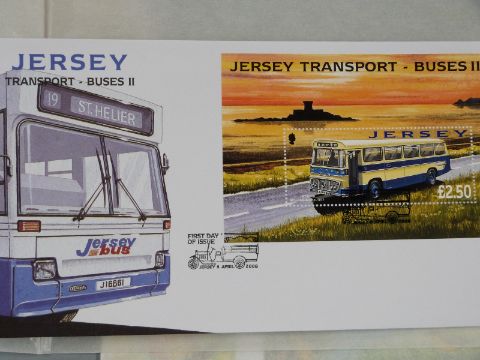 JERSEY
TRANSPORT - BUSES II
19 ST. HELIER
Jersey
bus
J16861
JERSEY TRANSPORT - BUSES II
JERSEY
£2.50
FIRST DAY
OF ISSUE